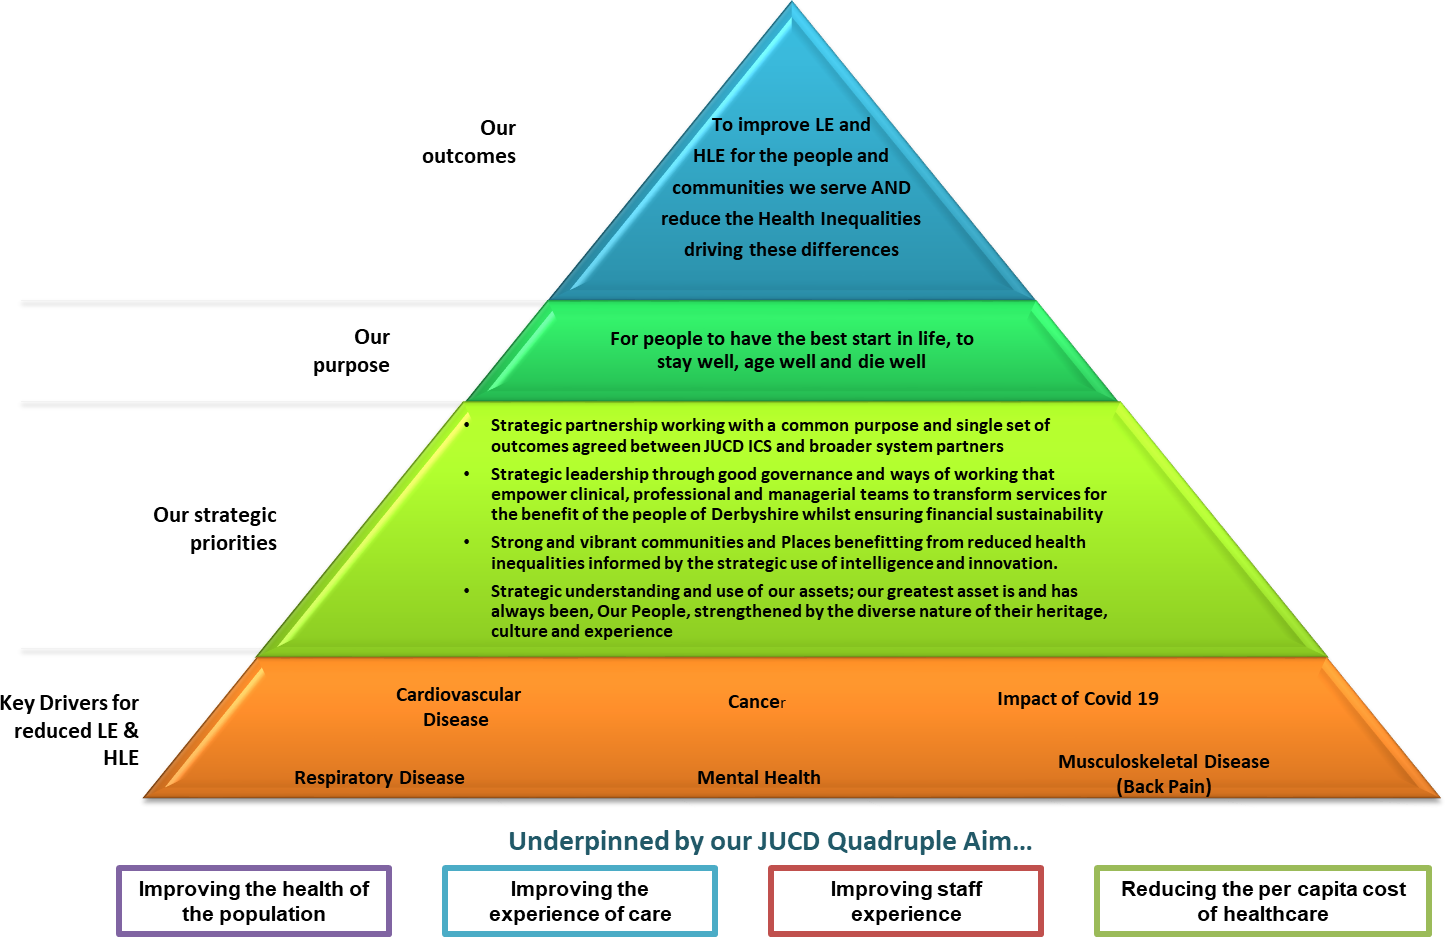 Our
outcomes
To improve LE and
HLE for the people and
communities we serve AND
reduce the Health Inequalities
driving these differences
Our
purpose
For people to have the best start in life, to
stay well, age well and die well
Our strategic
priorities
• Strategic partnership working with a common purpose and single set of
outcomes agreed between JUCD ICS and broader system partners
• Strategic leadership through good governance and ways of working that
empower clinical, professional and managerial teams to transform services for
the benefit of the people of Derbyshire whilst ensuring financial sustainability
• Strong and vibrant communities and Places benefitting from reduced health
inequalities informed by the strategic use of intelligence and innovation.
• Strategic understanding and use of our assets; our greatest asset is and has
always been, Our People, strengthened by the diverse nature of their heritage,
culture and experience
Key Drivers for
reduced LE &
HLE
Cardiovascular
Disease
Cancer
Impact of Covid 19
Respiratory Disease
Mental Health
Musculoskeletal Disease
(Back Pain)
Underpinned by our JUCD Quadruple Aim...
Improving the health of
the population
Improving the
experience of care
Improving staff
experience
Reducing the per capita cost
of healthcare